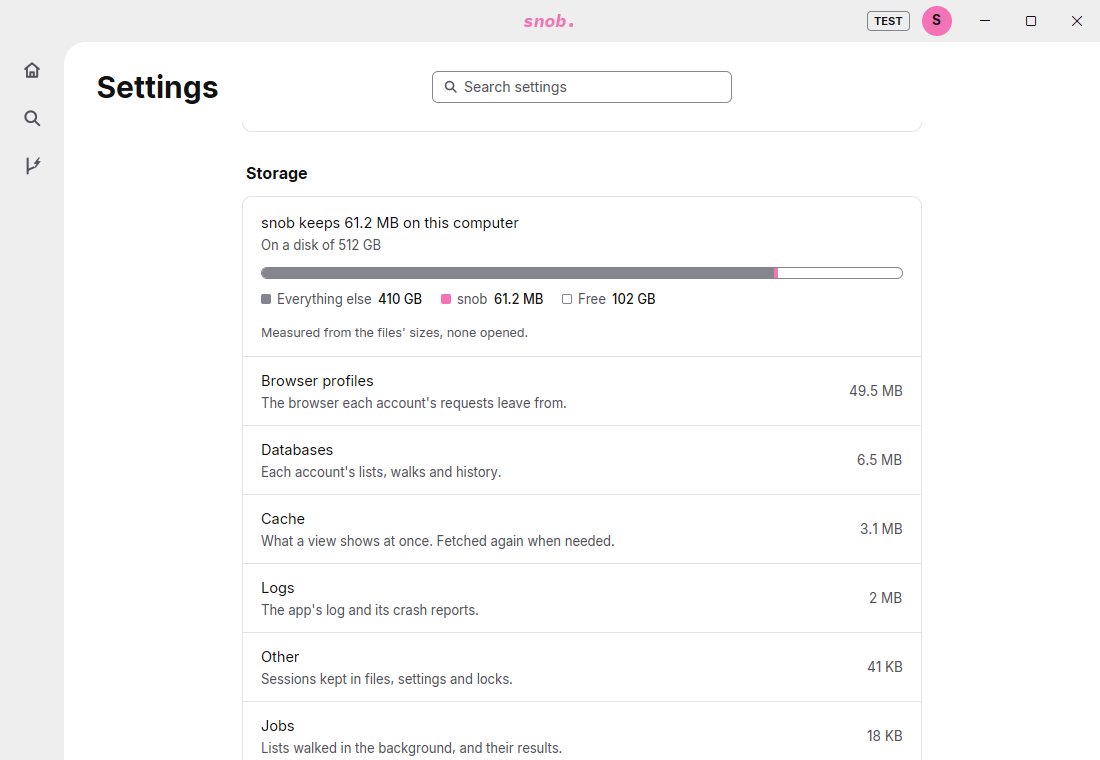 snob.
TEST
S
Settings
Search settings
Storage
snob keeps 61.2 MB on this computer
On a disk of 512 GB
Everything else 410 GB snob 61.2 MB Free 102 GB
Measured from the files' sizes, none opened.
Browser profiles
The browser each account's requests leave from.
49.5 MB
Databases
Each account's lists, walks and history.
6.5 MB
Cache
What a view shows at once. Fetched again when needed.
3.1 MB
Logs
The app's log and its crash reports.
2 MB
Other
Sessions kept in files, settings and locks.
41 KB
Jobs
Lists walked in the background, and their results.
18 KB